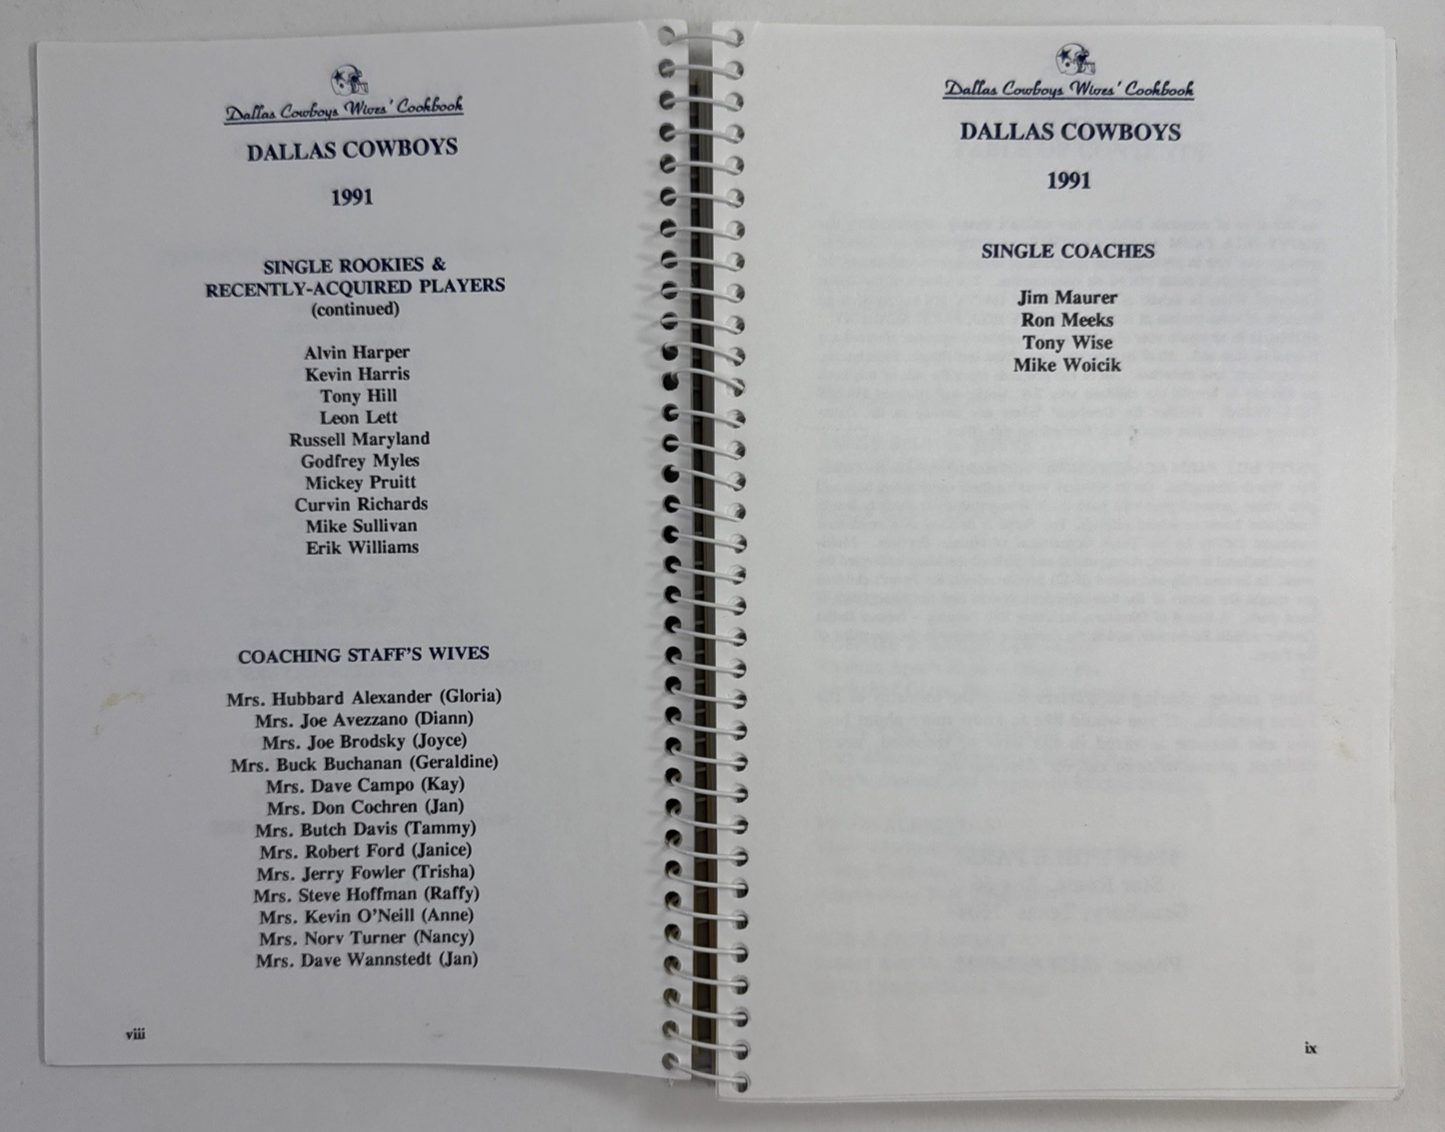 Dallas Cowboys Wives' Cookbook
DALLAS COWBOYS
1991
SINGLE ROOKIES &
RECENTLY-ACQUIRED PLAYERS
(continued)
Alvin Harper
Kevin Harris
Tony Hill
Leon Lett
Russell Maryland
Godfrey Myles
Mickey Pruitt
Curvin Richards
Mike Sullivan
Erik Williams
COACHING STAFF'S WIVES
Mrs. Hubbard Alexander (Gloria)
Mrs. Joe Avezzano (Diann)
Mrs. Joe Brodsky (Joyce)
Mrs. Buck Buchanan (Geraldine)
Mrs. Dave Campo (Kay)
Mrs. Don Cochren (Jan)
Mrs. Butch Davis (Tammy)
Mrs. Robert Ford (Janice)
Mrs. Jerry Fowler (Trisha)
Mrs. Steve Hoffman (Raffy)
Mrs. Kevin O'Neill (Anne)
Mrs. Norv Turner (Nancy)
Mrs. Dave Wannstedt (Jan)
viii
Dallas Cowboys Wives' Cookbook
DALLAS COWBOYS
1991
SINGLE COACHES
Jim Maurer
Ron Meeks
Tony Wise
Mike Woicik
ix